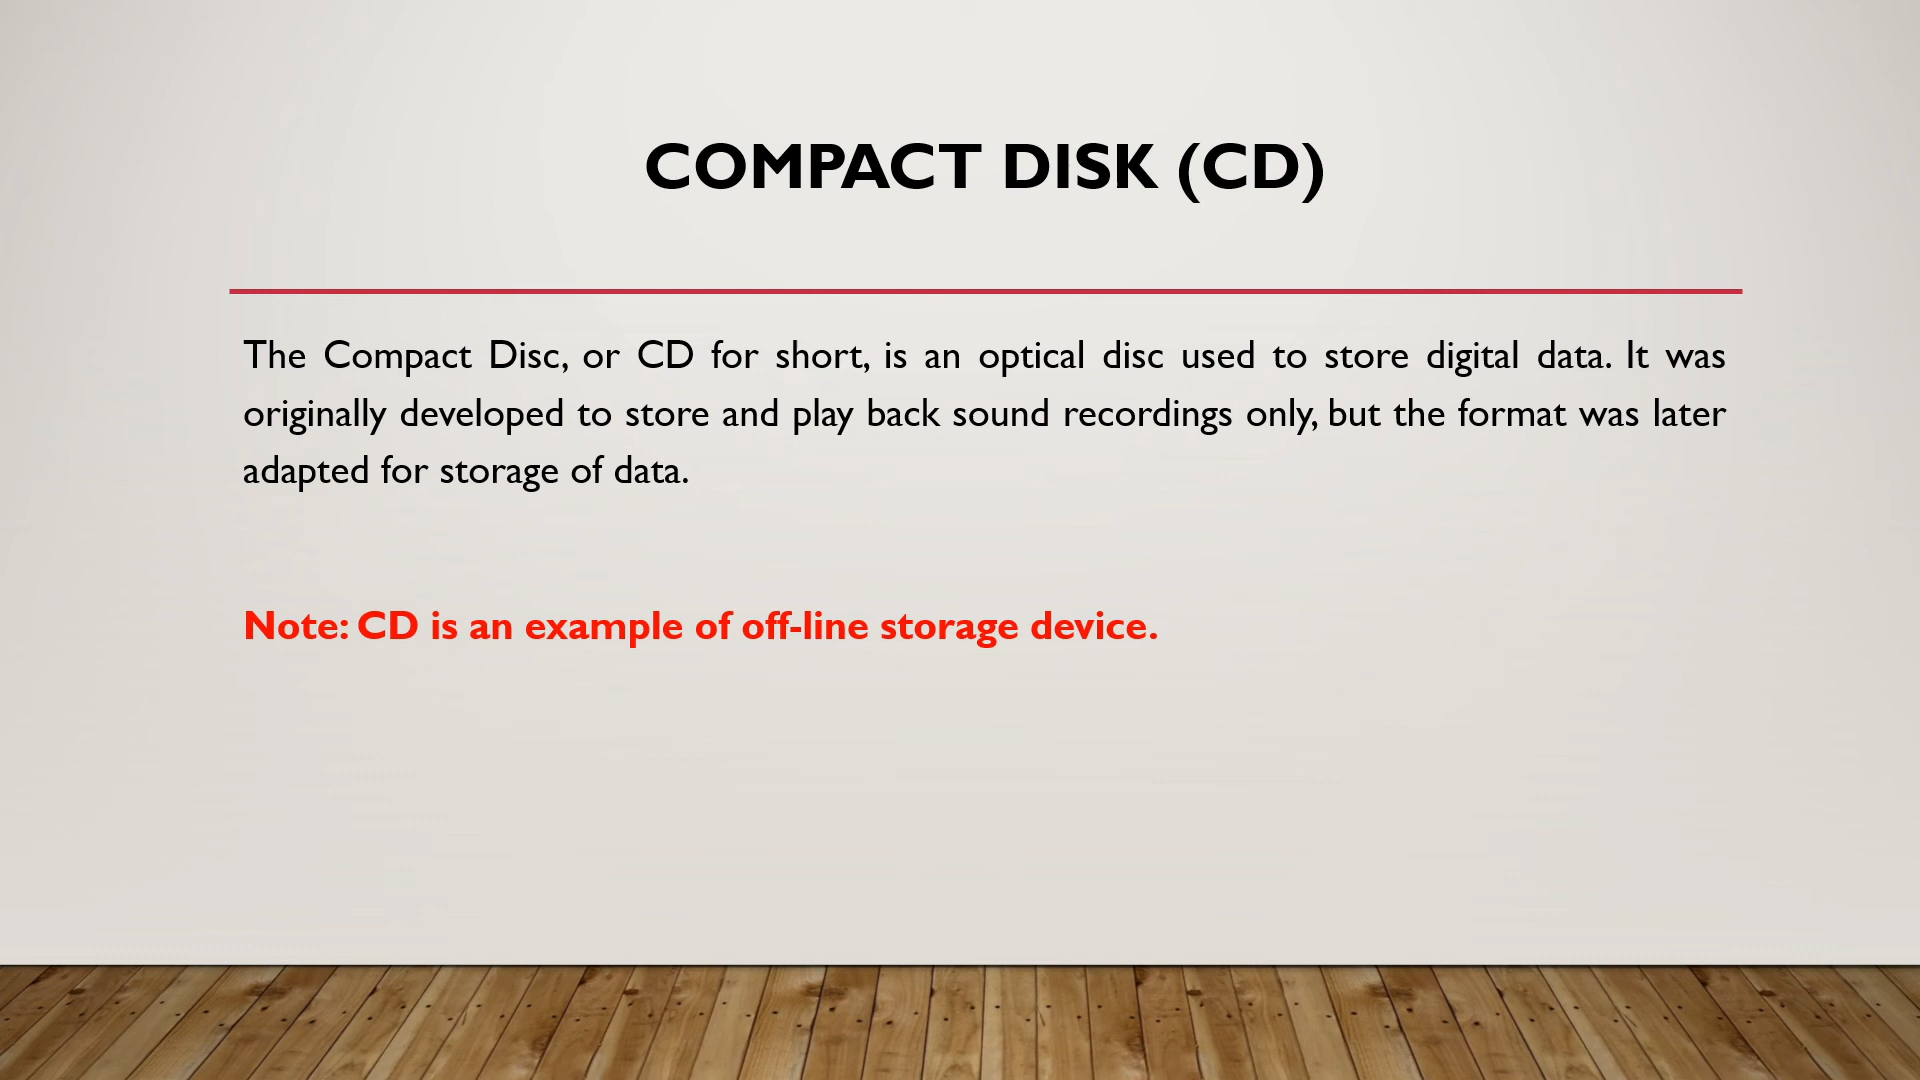 COMPACT DISK (CD)
The Compact Disc, or CD for short, is an optical disc used to store digital data. It was
originally developed to store and play back sound recordings only, but the format was later
adapted for storage of data.
Note: CD is an example of off-line storage device.